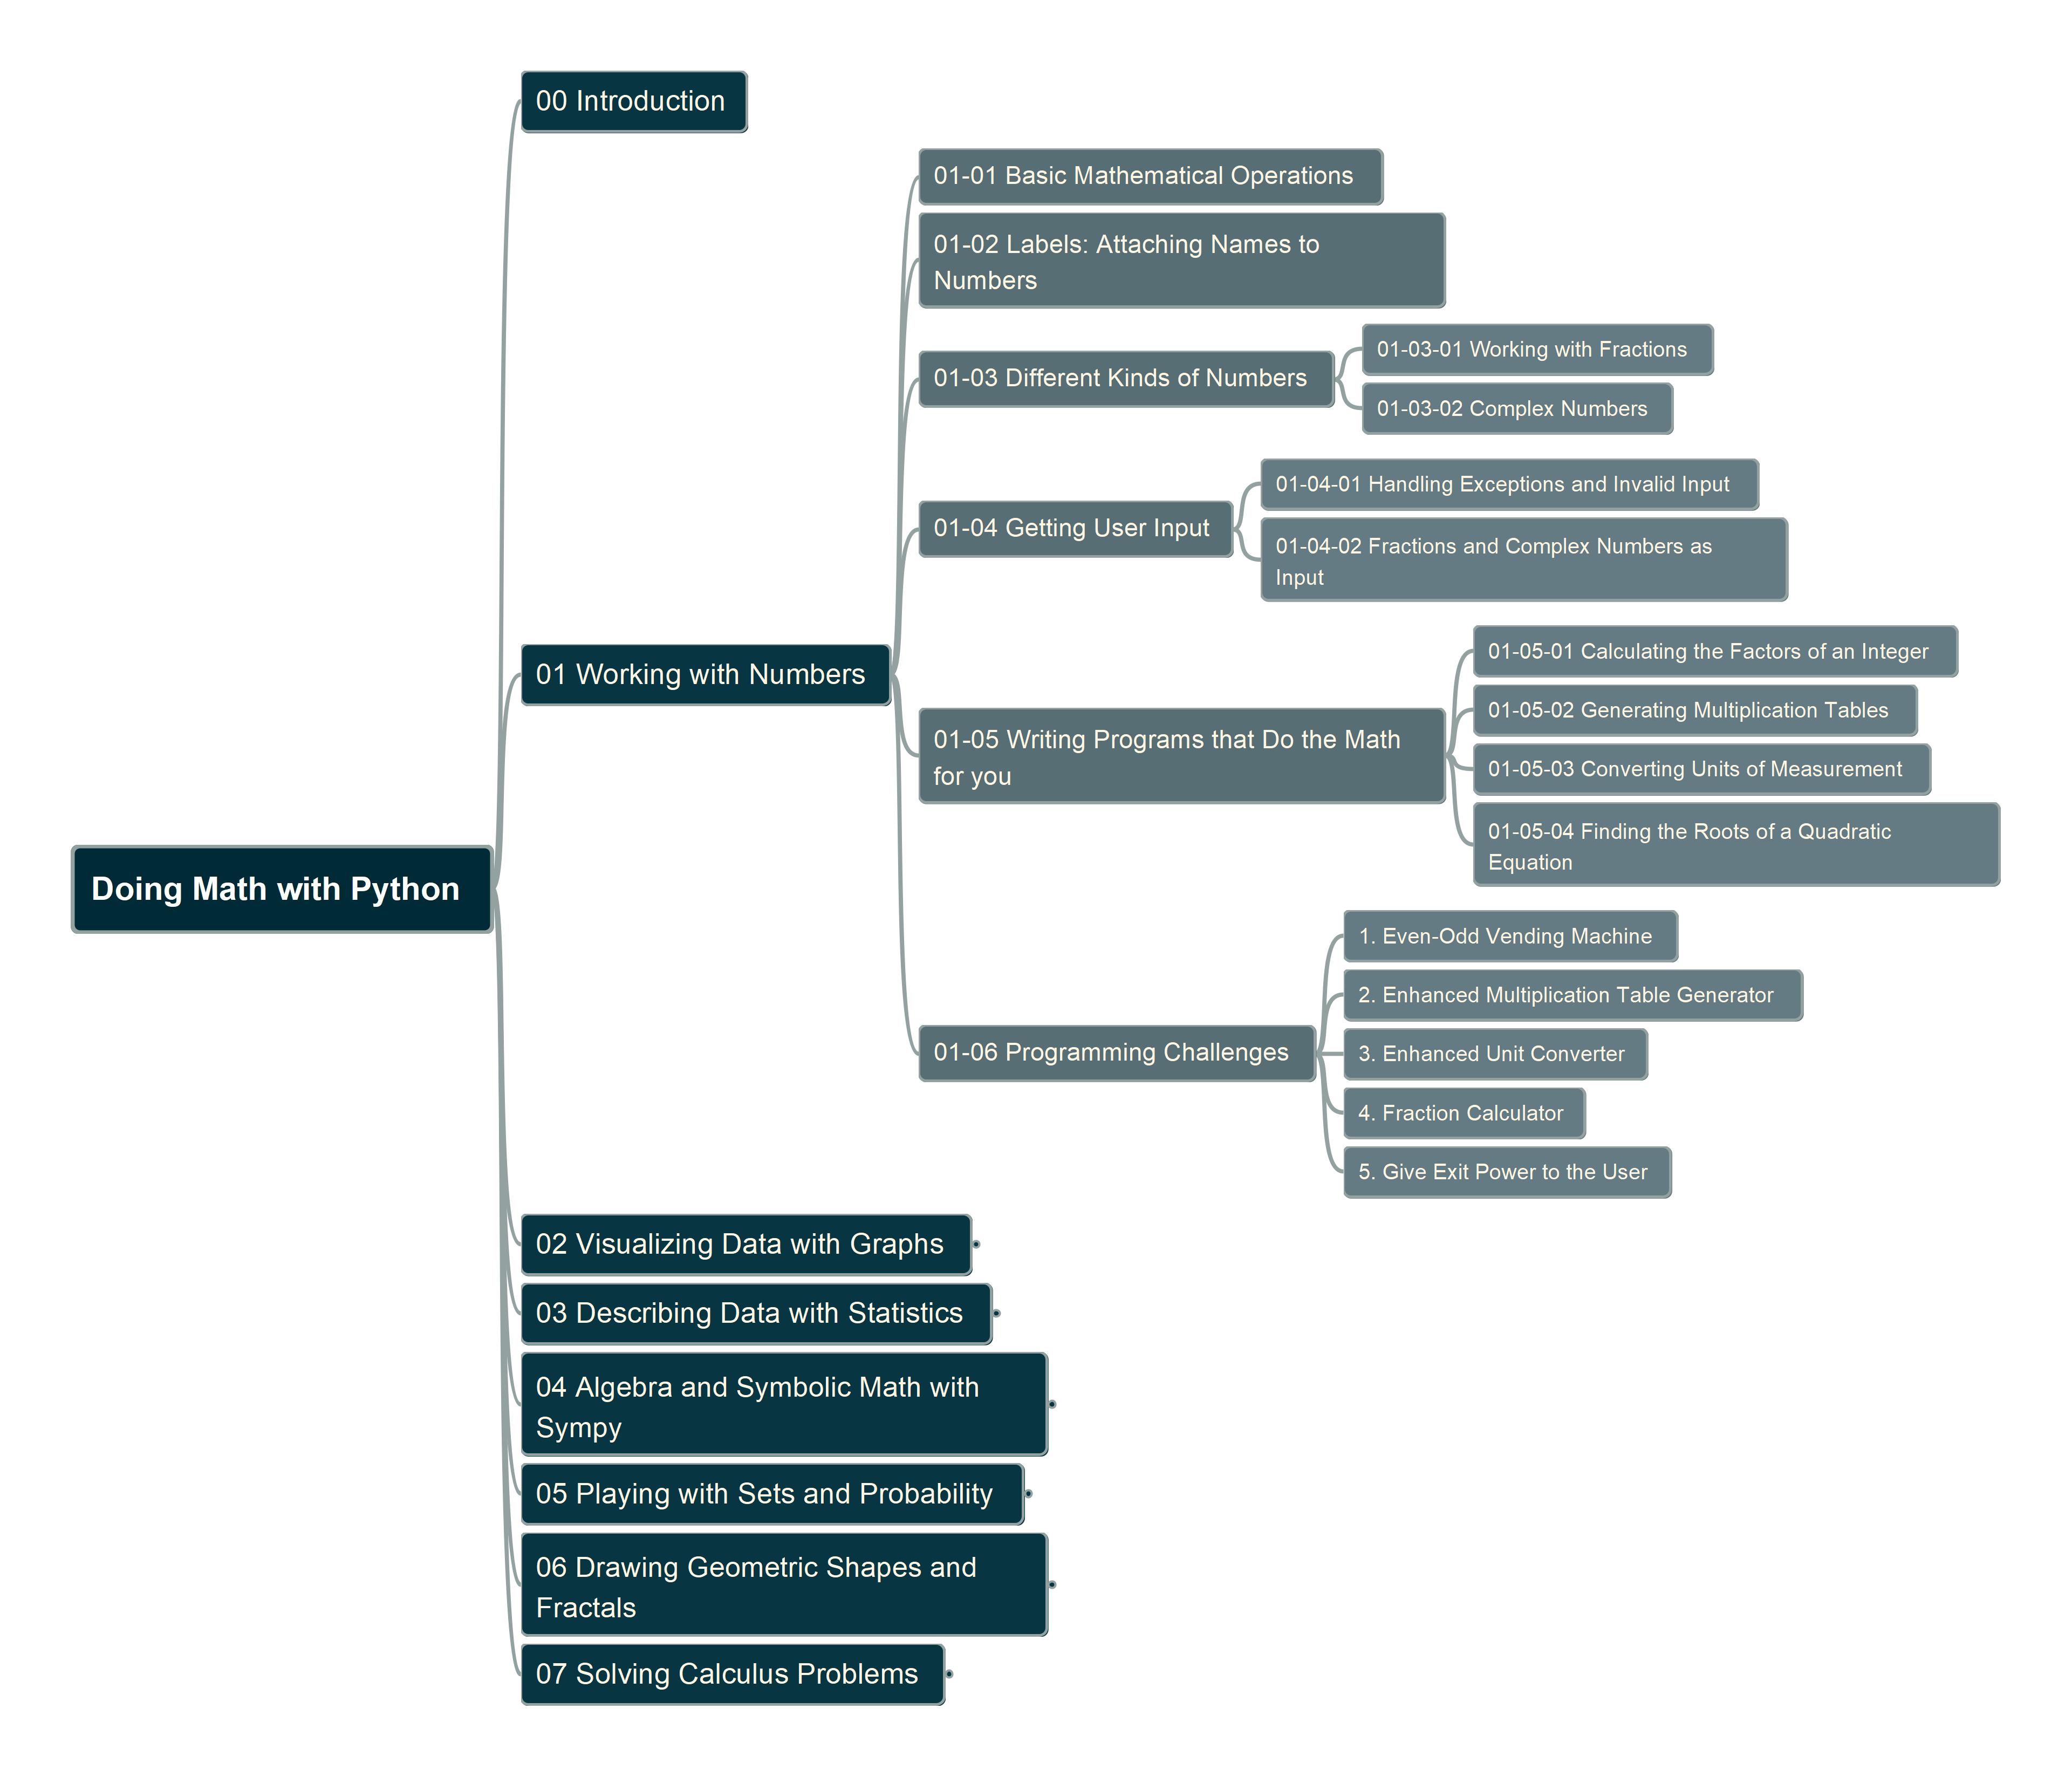 00 Introduction
01-01 Basic Mathematical Operations
01-02 Labels: Attaching Names to
Numbers
01-03 Different Kinds of Numbers
01-03-01 Working with Fractions
01-03-02 Complex Numbers
01-04 Getting User Input
01-04-01 Handling Exceptions and Invalid Input
01-04-02 Fractions and Complex Numbers as
Input
01 Working with Numbers
01-05 Writing Programs that Do the Math
for you
01-05-01 Calculating the Factors of an Integer
01-05-02 Generating Multiplication Tables
01-05-03 Converting Units of Measurement
01-05-04 Finding the Roots of a Quadratic
Equation
Doing Math with Python
01-06 Programming Challenges
1. Even-Odd Vending Machine
2. Enhanced Multiplication Table Generator
3. Enhanced Unit Converter
4. Fraction Calculator
5. Give Exit Power to the User
02 Visualizing Data with Graphs
03 Describing Data with Statistics
04 Algebra and Symbolic Math with
Sympy
05 Playing with Sets and Probability
06 Drawing Geometric Shapes and
Fractals
07 Solving Calculus Problems